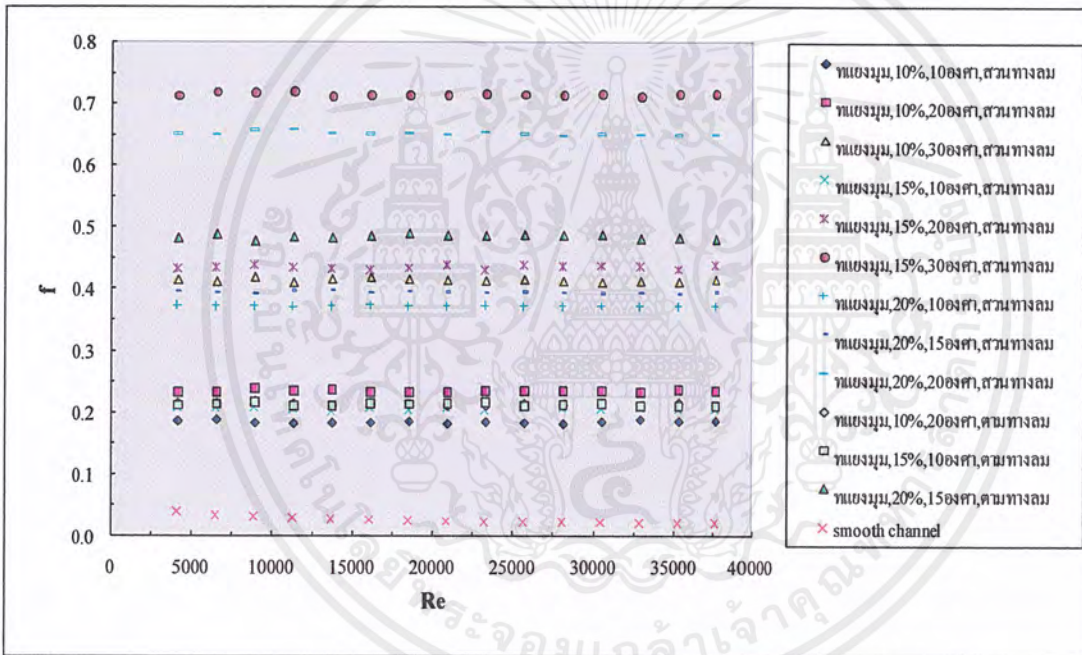 0.8
0.7
0.6
0.5
0.4
0.3
0.2
0.1
0.0
f
0
5000
10000
15000
20000
25000
30000
35000
40000
Re
ทแยงมุม,10%,10องศา,สวนทางลม
ทแยงมุม,10%,20องศา,สวนทางลม
ทแยงมุม,10%,30องศา,สวนทางลม
ทแยงมุม,15%,10องศา,สวนทางลม
ทแยงมุม,15%,20องศา,สวนทางลม
ทแยงมุม,15%,30องศา,สวนทางลม
ทแยงมุม,20%,10องศา,สวนทางลม
ทแยงมุม,20%,15องศา,สวนทางลม
ทแยงมุม,20%,20องศา,สวนทางลม
ทแยงมุม,10%,20องศา,ตามทางลม
ทแยงมุม,15%,10องศา,ตามทางลม
ทแยงมุม,20%,15องศา,ตามทางลม
smooth channel